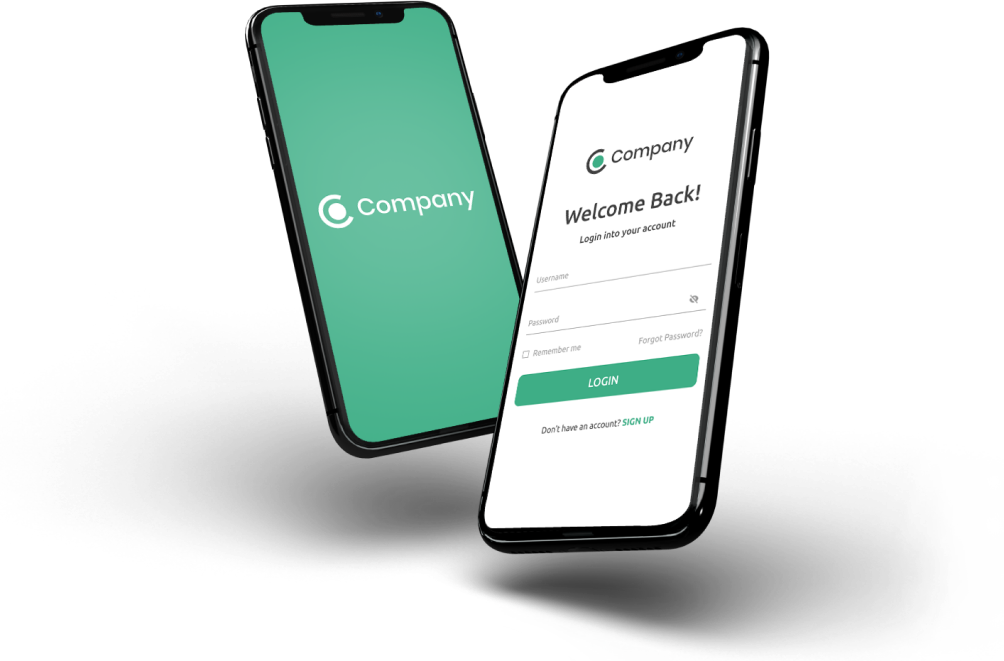 Company
Company
Welcome Back!
Login into your account
Username
Password
Remember me
Forgot Password?
LOGIN
Don't have an account? SIGN UP